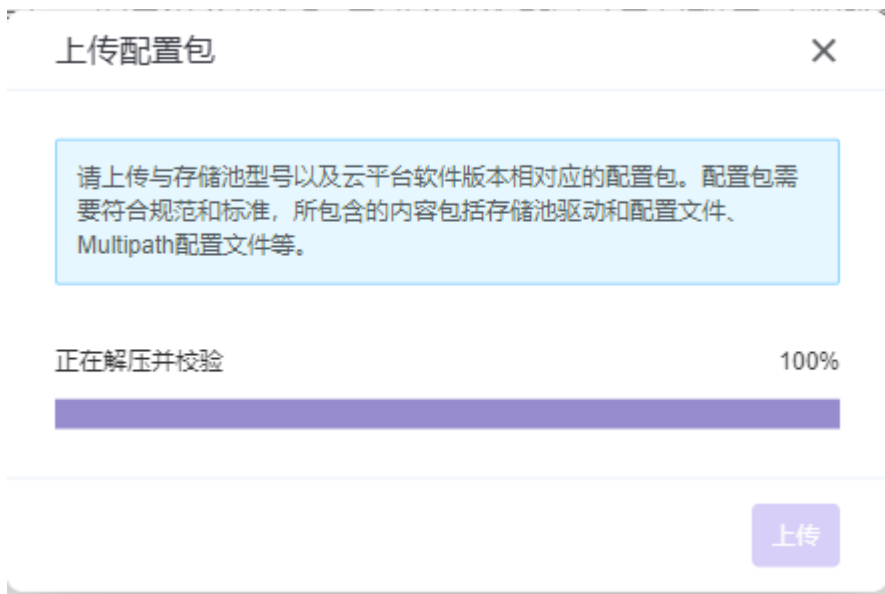 上传配置包
请上传与存储池型号以及云平台软件版本相对应的配置包。配置包需
要符合规范和标准，所包含的内容包括存储池驱动和配置文件、
Multipath配置文件等。
正在解压并校验 100%
上传